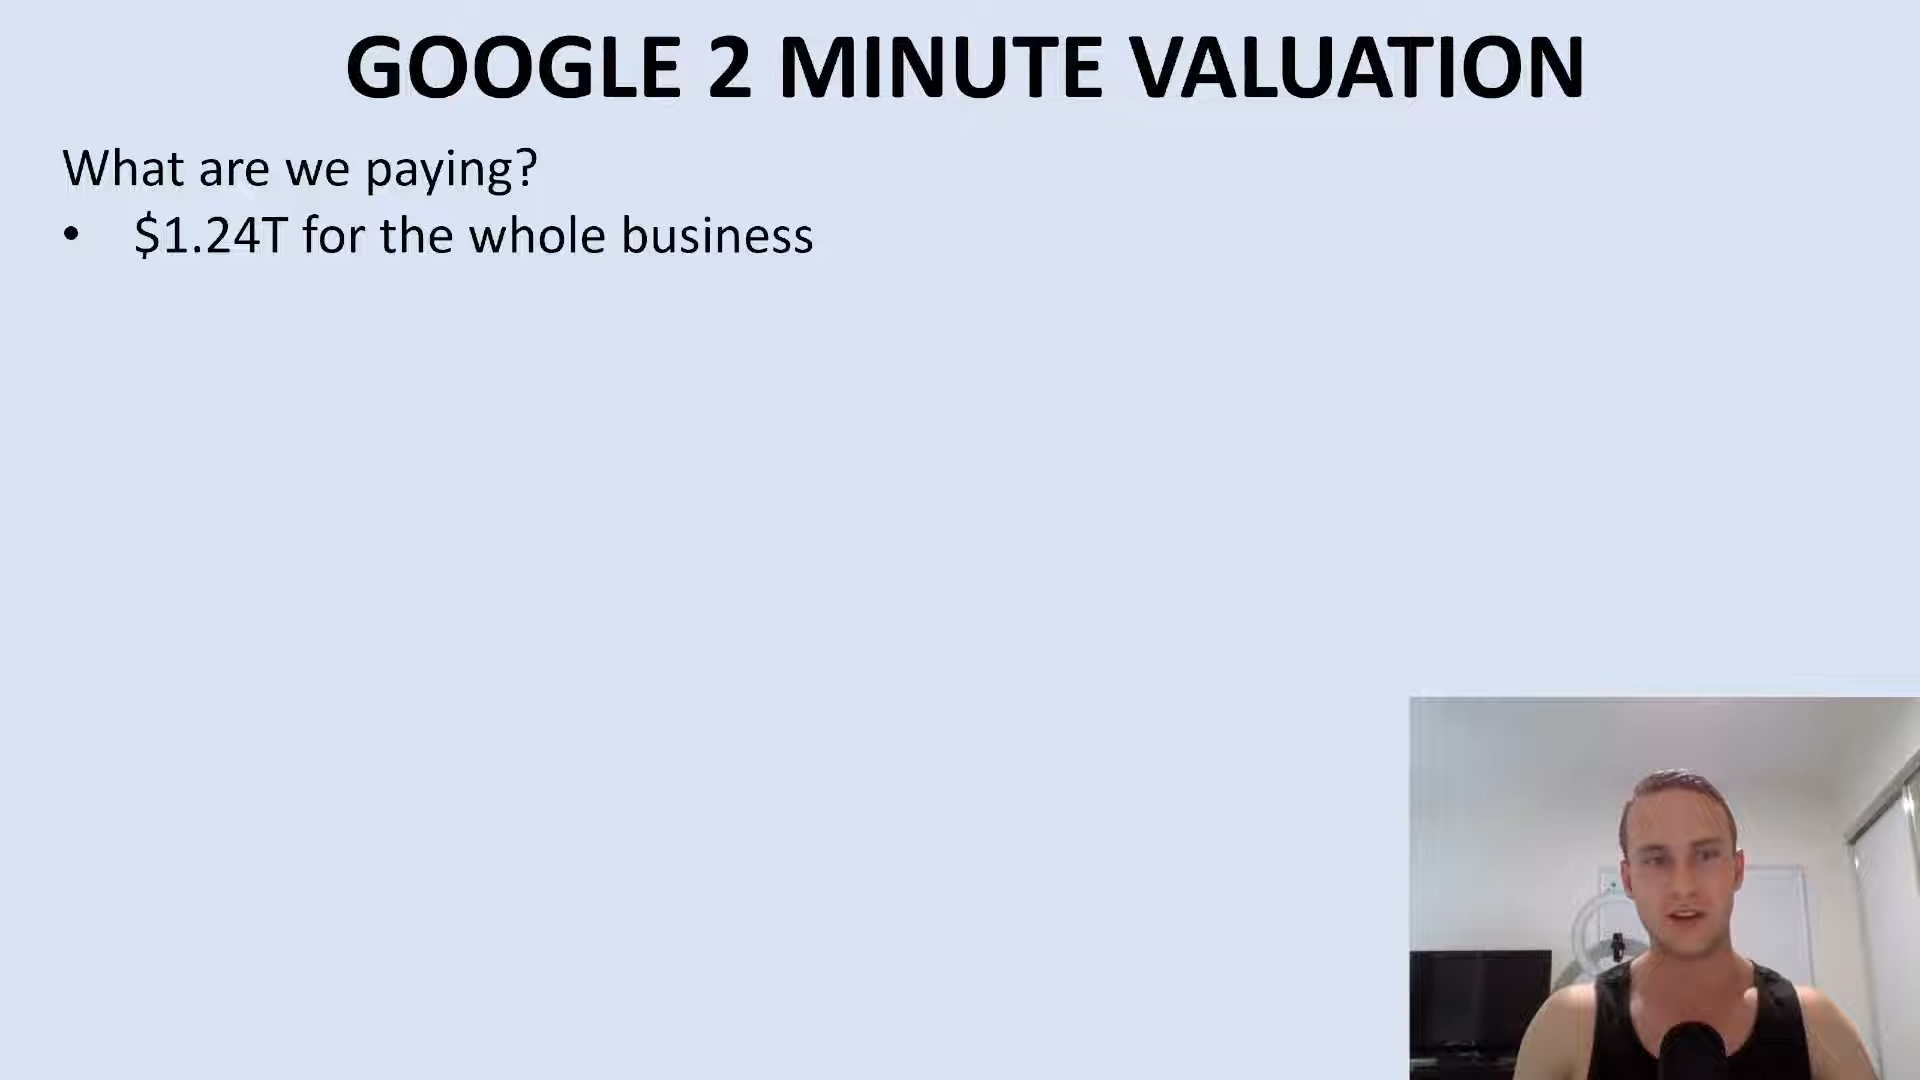 GOOGLE 2 MINUTE VALUATION
What are we paying?
• $1.24T for the whole business